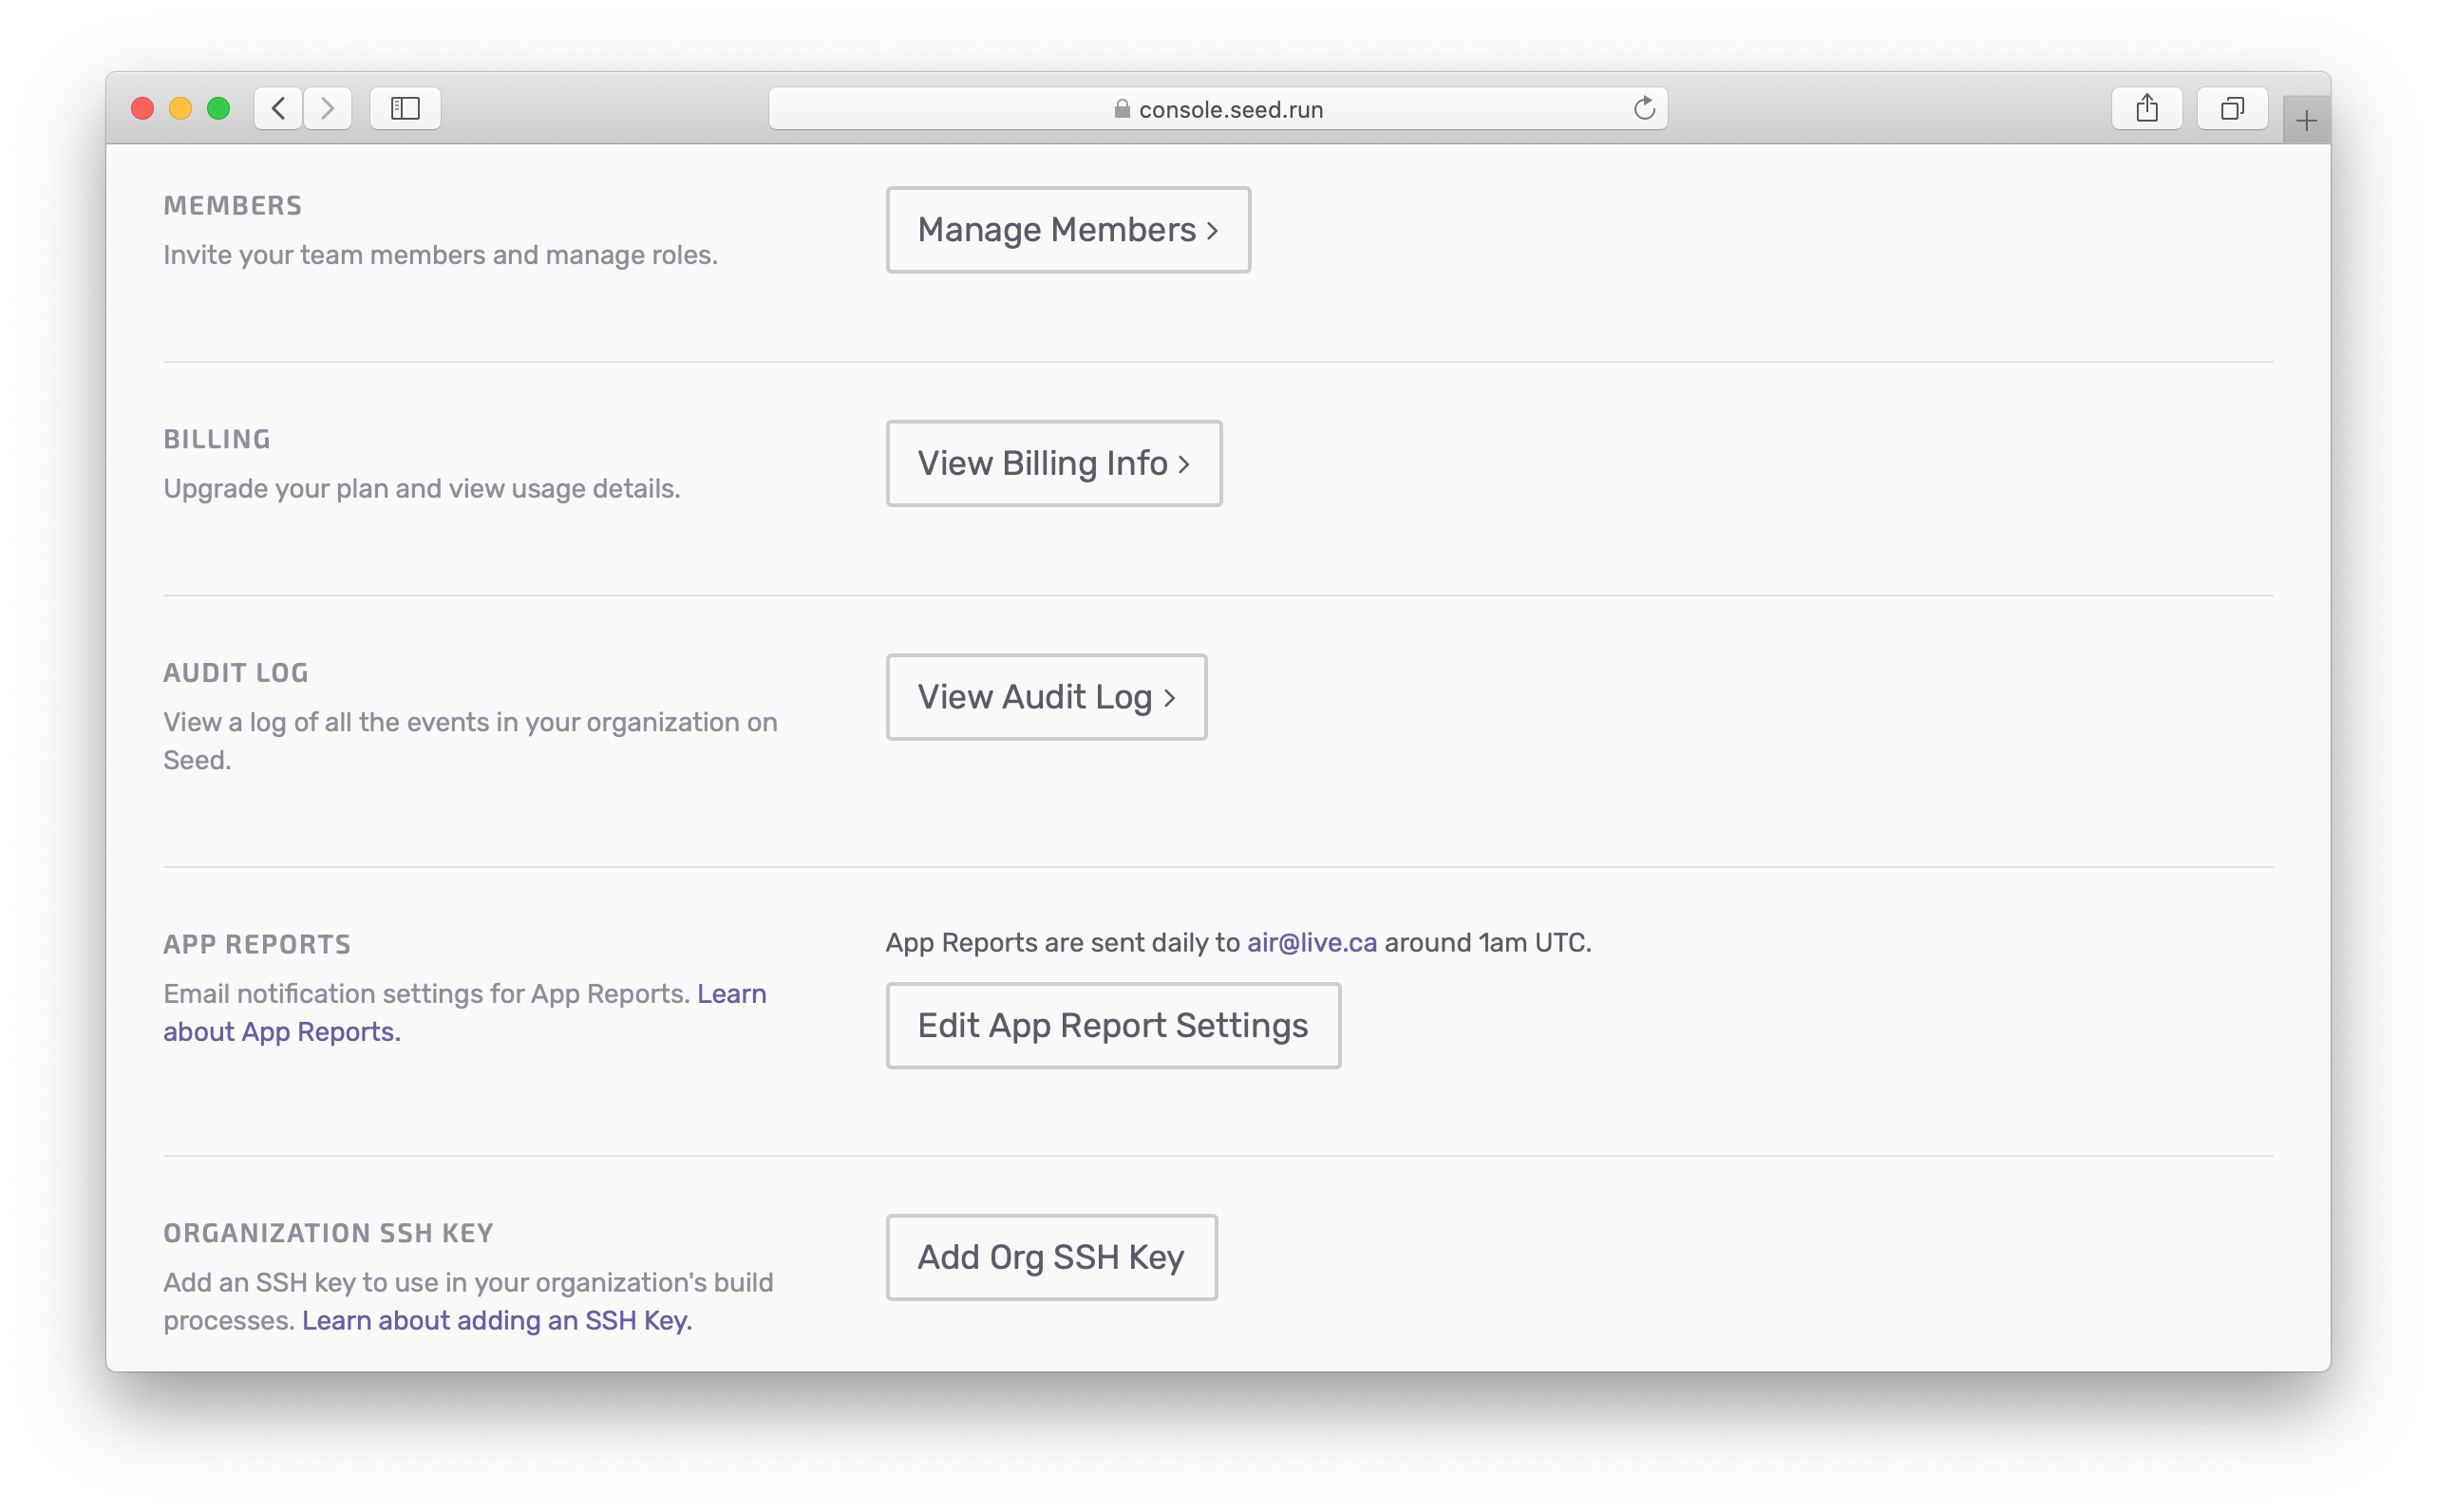 console.seed.run
MEMBERS
Invite your team members and manage roles.
Manage Members >
BILLING
Upgrade your plan and view usage details.
View Billing Info >
AUDIT LOG
View a log of all the events in your organization on
Seed.
View Audit Log >
APP REPORTS
Email notification settings for App Reports. Learn
about App Reports.
App Reports are sent daily to air@live.ca around 1am UTC.
Edit App Report Settings
ORGANIZATION SSH KEY
Add an SSH key to use in your organization's build
processes. Learn about adding an SSH Key.
Add Org SSH Key